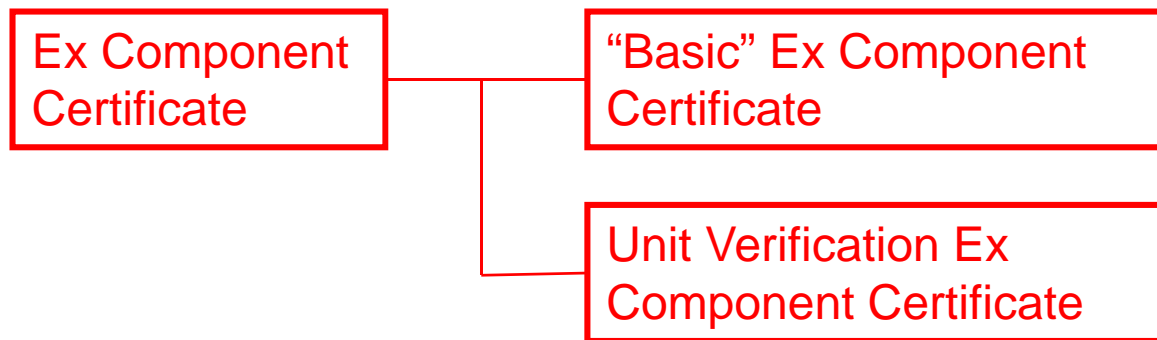 Ex Component
Certificate
“Basic” Ex Component
Certificate
Unit Verification Ex
Component Certificate